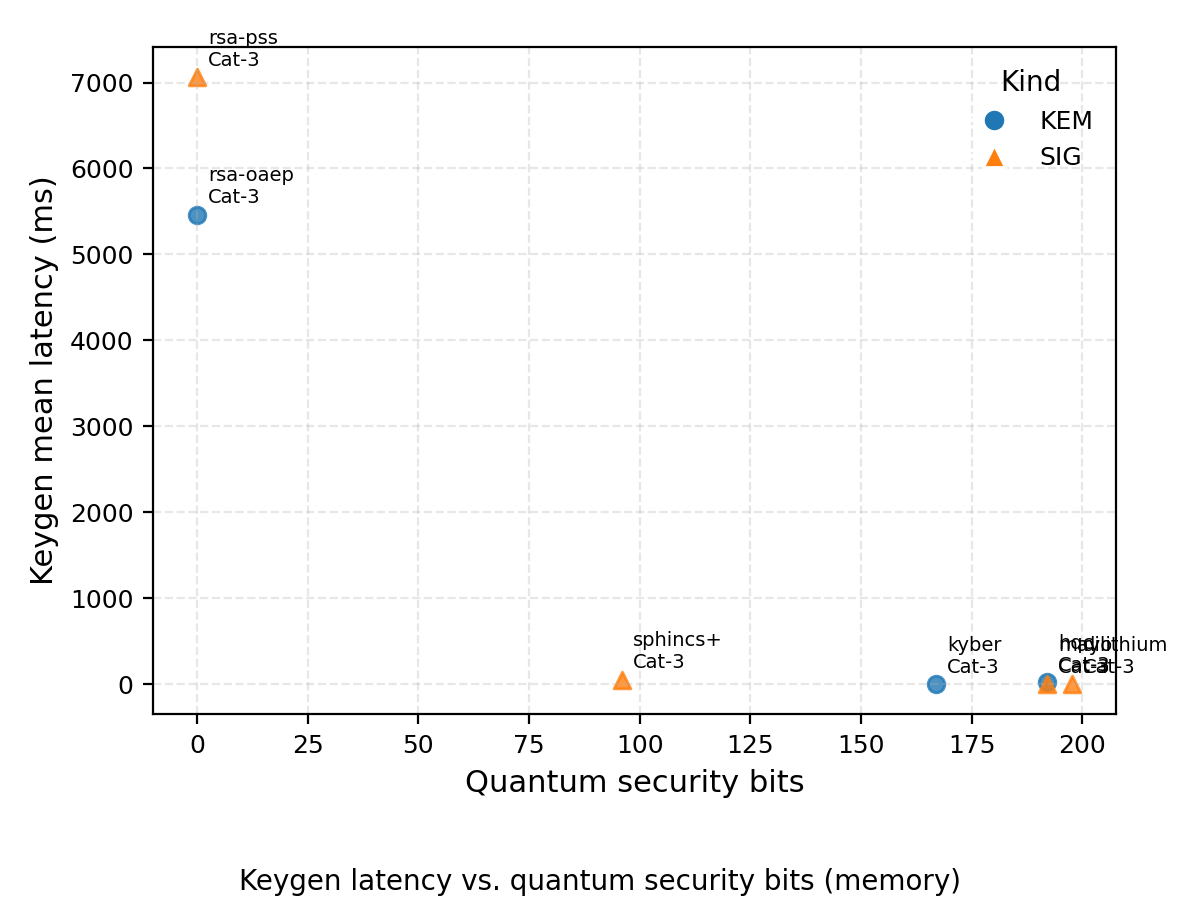 rsa-pss
Cat-3
rsa-oaep
Cat-3
Kind
KEM
SIG
7000
6000
5000
4000
3000
2000
1000
0
Keygen mean latency (ms)
sphincs+
Cat-3
kyber
Cat-3
Cat-3
0
25
50
75
100
125
150
175
200
Quantum security bits
Keygen latency vs. quantum security bits (memory)